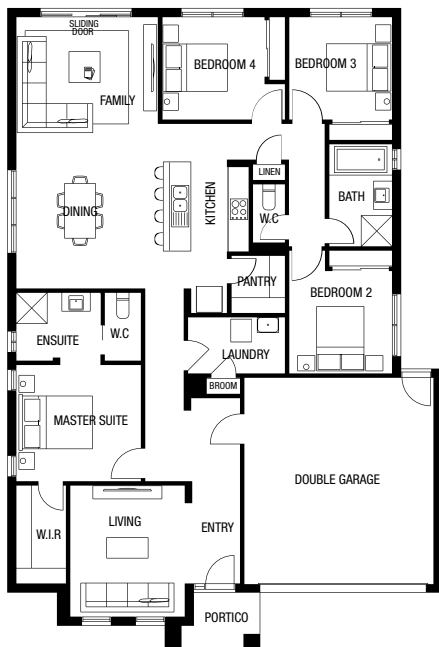 SLIDING
DOOR
BEDROOM 4
BEDROOM 3
FAMILY
LINEN
KITCHEN
DINING
W.C
BATH
PANTRY
BEDROOM 2
ENSUITE
W.C
LAUNDRY
BROOM
MASTER SUITE
DOUBLE GARAGE
LIVING
ENTRY
W.I.R
PORTICO